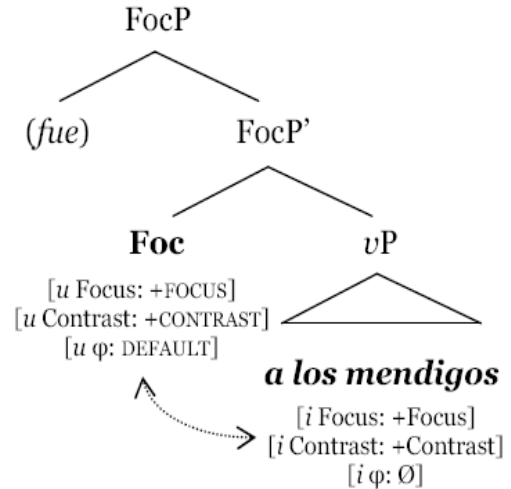 FocP
(fue) FocP’
Foc vP
[u Focus: +FOCUS]
[u Contrast: +CONTRAST]
[u φ: DEFAULT]
a los mendigos
[i Focus: +Focus]
[i Contrast: +Contrast]
[i φ: Ø]